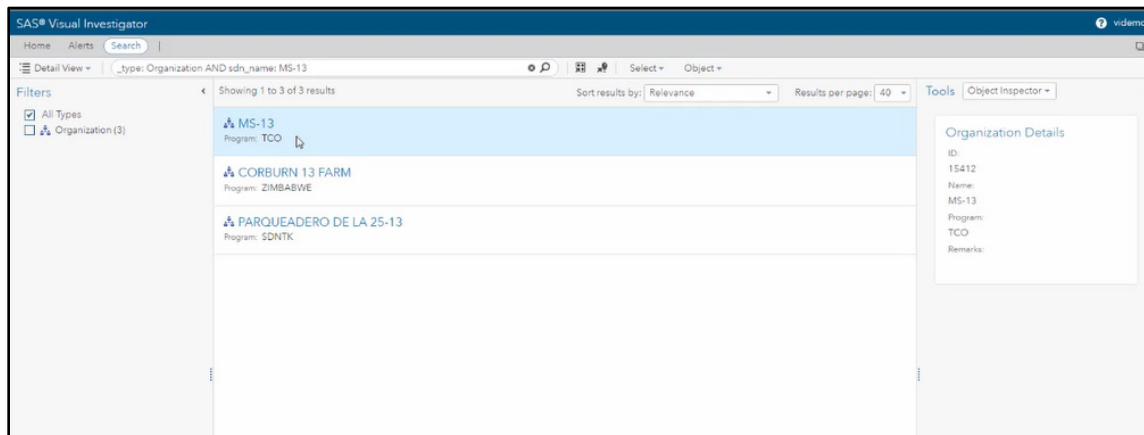 SAS® Visual Investigator
Home Alerts Search
Detail View
_type: Organization AND sdn_name: MS-13
Select Object
Filters
All Types
Organization (3)
Showing 1 to 3 of 3 results
Sort results by: Relevance
Results per page: 40
MS-13
Program: TCO
CORBURN 13 FARM
Program: ZIMBABWE
PARQUEADERO DE LA 25-13
Program: SDNTK
Tools Object Inspector
Organization Details
ID:
15412
Name:
MS-13
Program:
TCO
Remarks: